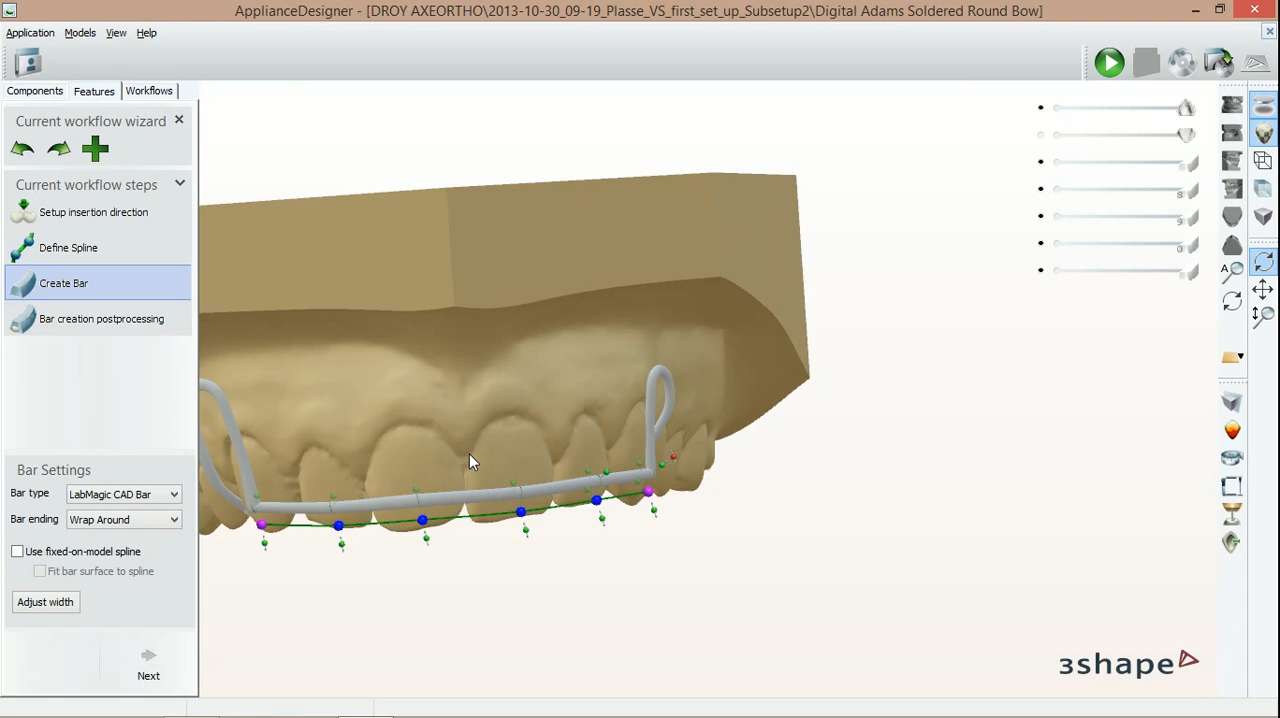 ApplianceDesigner - [DROY AXEORTHO\2013-10-30_09-19_Plasse_VS_first_set_up_Subsetup2\Digital Adams Soldered Round Bow]
Application Models View Help
Components Features Workflows
Current workflow wizard
Current workflow steps
Setup insertion direction
Define Spline
Create Bar
Bar creation postprocessing
Bar Settings
Bar type LabMagic CAD Bar
Bar ending Wrap Around
Use fixed-on-model spline
Fit bar surface to spline
Adjust width
Next
8
9
0
A
3shape